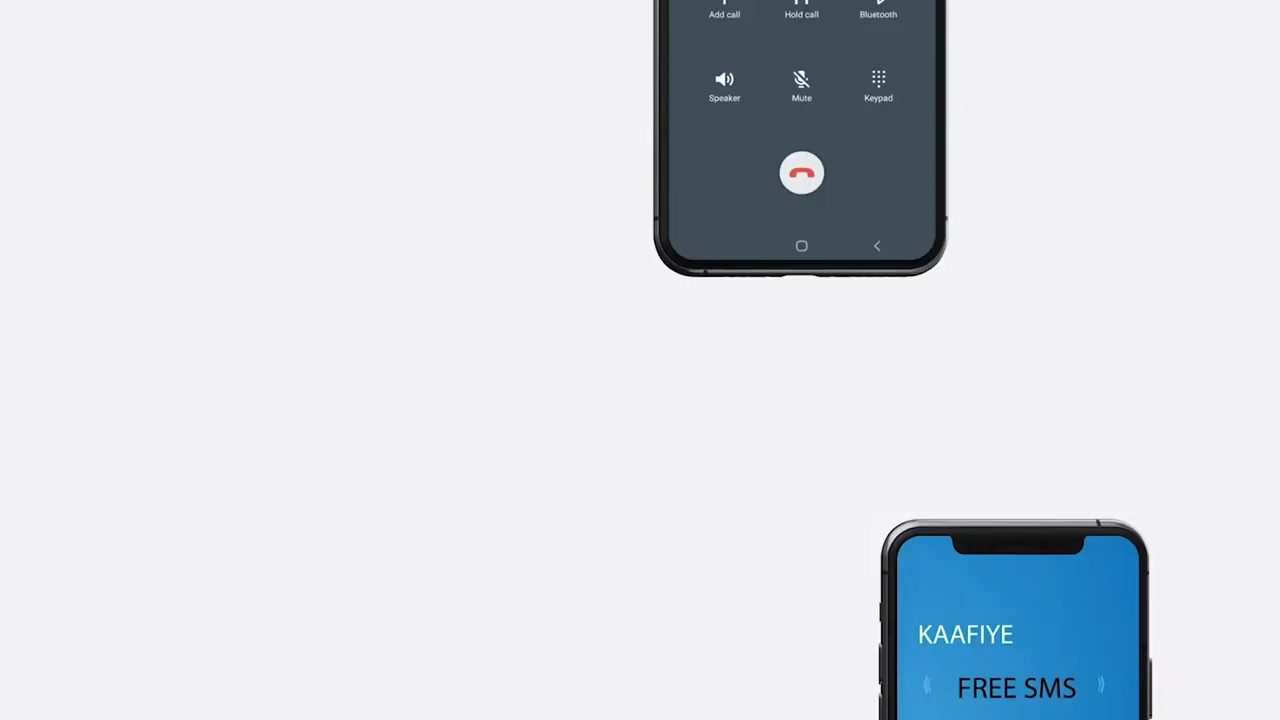 Add call Hold call Bluetooth
Speaker Mute Keypad
KAAFIYE
FREE SMS